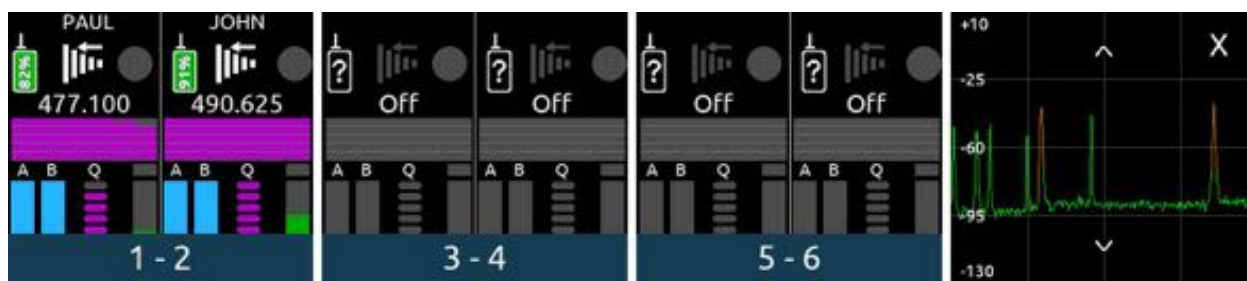 PAUL JOHN
82% 91%
477.100 490.625
A B Q A B Q
1 - 2
? ?
Off Off
A B Q A B Q
3 - 4
? ?
Off Off
A B Q A B Q
5 - 6
+10
X
-25
-60
-95
-130